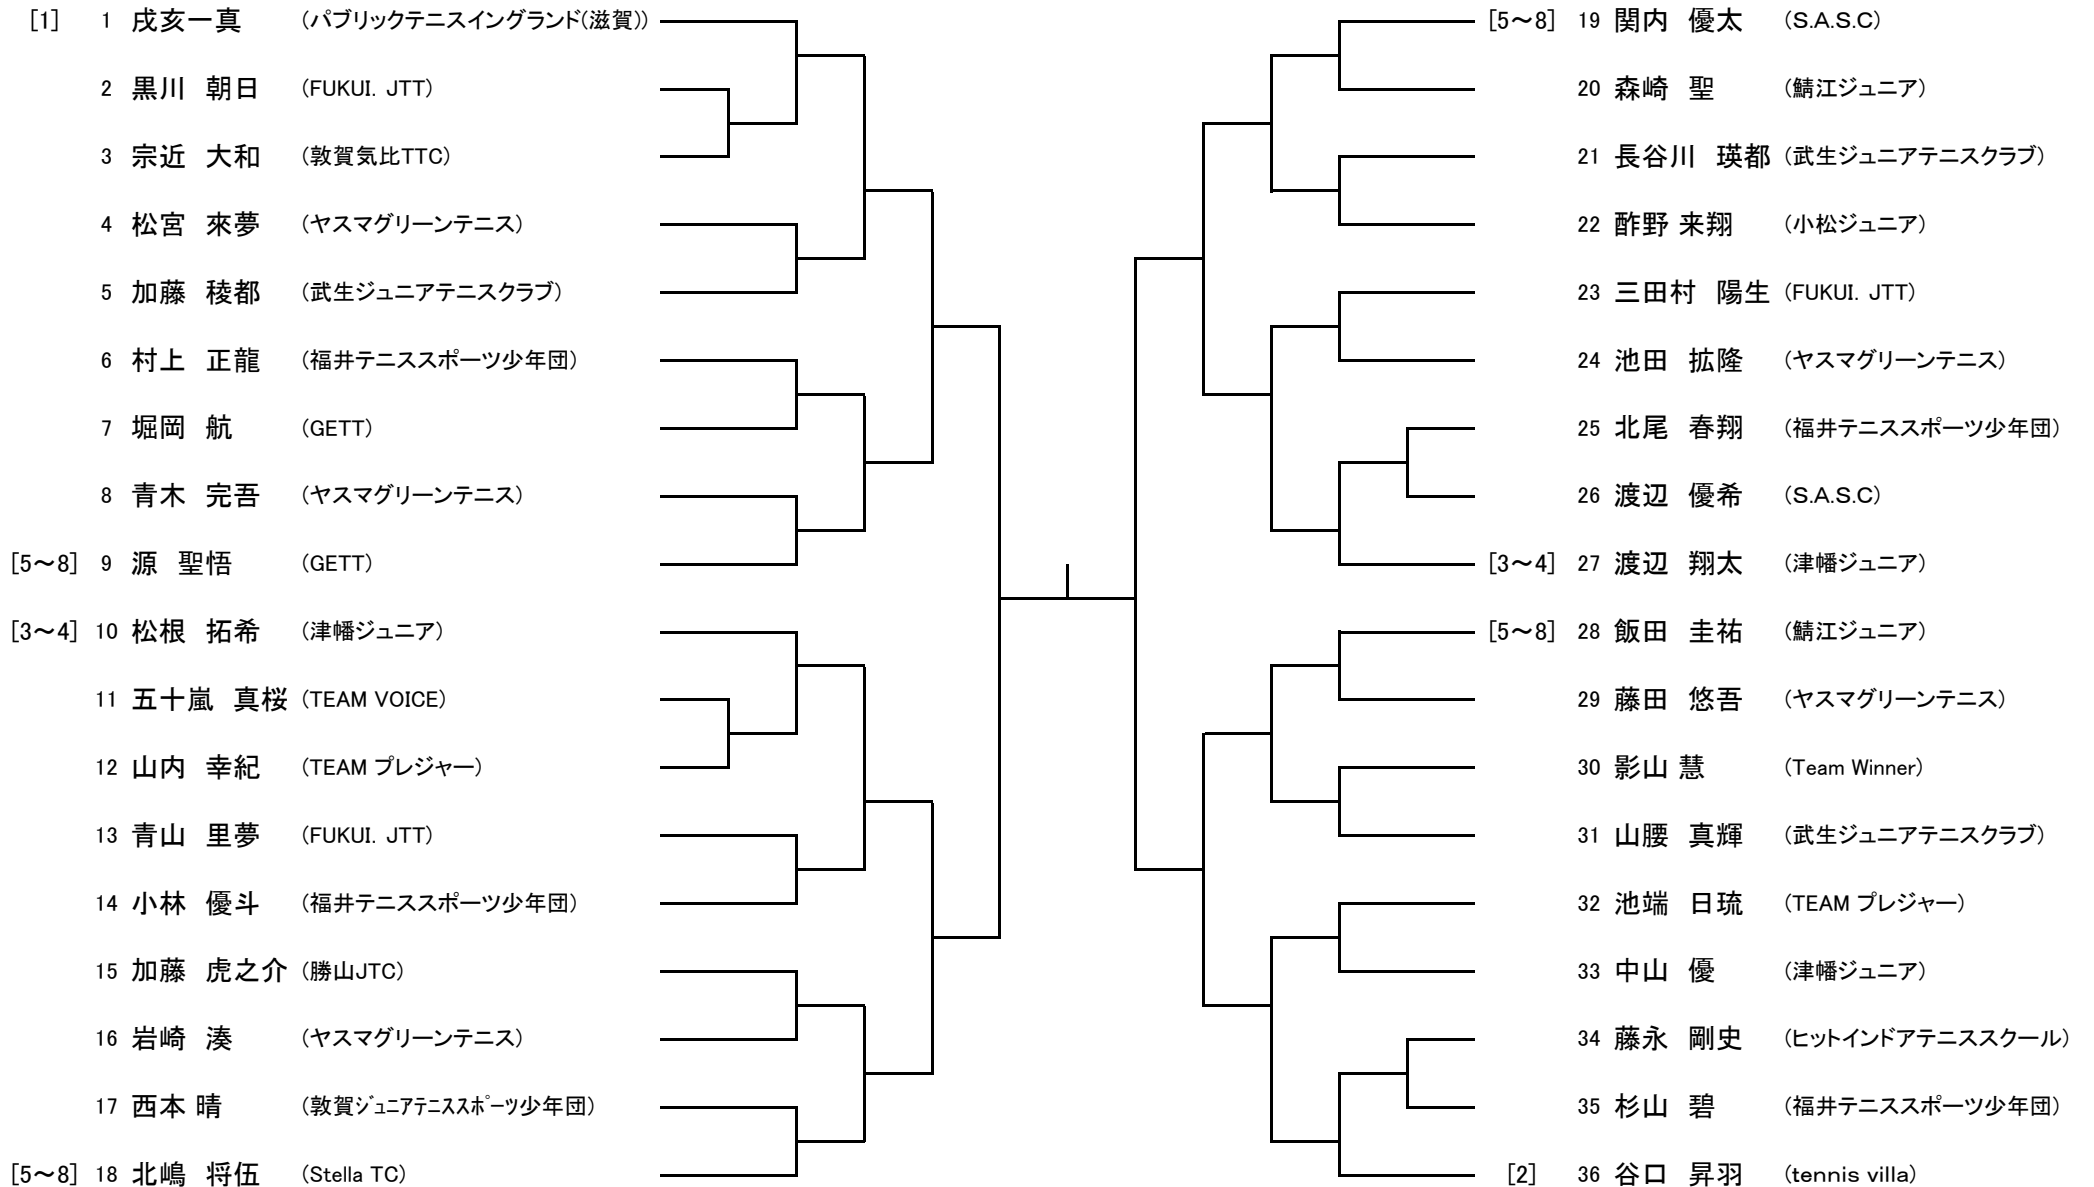 [1] 1 戌亥一真 (パブリックテニスイングランド(滋賀))
2 黒川 朝日 (FUKUI. JTT)
3 宗近 大和 (敦賀気比TTC)
4 松宮 來夢 (ヤスマグリーンテニス)
5 加藤 稜都 (武生ジュニアテニスクラブ)
6 村上 正龍 (福井テニススポーツ少年団)
7 堀岡 航 (GETT)
8 青木 完吾 (ヤスマグリーンテニス)
[5～8] 9 源 聖悟 (GETT)
[3～4] 10 松根 拓希 (津幡ジュニア)
11 五十嵐 真桜 (TEAM VOICE)
12 山内 幸紀 (TEAM プレジャー)
13 青山 里夢 (FUKUI. JTT)
14 小林 優斗 (福井テニススポーツ少年団)
15 加藤 虎之介 (勝山JTC)
16 岩崎 湊 (ヤスマグリーンテニス)
17 西本 晴 (敦賀ｼﾞｭﾆｱﾃﾆｽｽﾎﾟｰﾂ少年団)
[5～8] 18 北嶋 将伍 (Stella TC)
[5～8] 19 関内 優太 (S.A.S.C)
20 森崎 聖 (鯖江ジュニア)
21 長谷川 瑛都 (武生ジュニアテニスクラブ)
22 酢野 来翔 (小松ジュニア)
23 三田村 陽生 (FUKUI. JTT)
24 池田 拡隆 (ヤスマグリーンテニス)
25 北尾 春翔 (福井テニススポーツ少年団)
26 渡辺 優希 (S.A.S.C)
[3～4] 27 渡辺 翔太 (津幡ジュニア)
[5～8] 28 飯田 圭祐 (鯖江ジュニア)
29 藤田 悠吾 (ヤスマグリーンテニス)
30 影山 慧 (Team Winner)
31 山腰 真輝 (武生ジュニアテニスクラブ)
32 池端 日琉 (TEAM プレジャー)
33 中山 優 (津幡ジュニア)
34 藤永 剛史 (ヒットインドアテニススクール)
35 杉山 碧 (福井テニススポーツ少年団)
[2] 36 谷口 昇羽 (tennis villa)